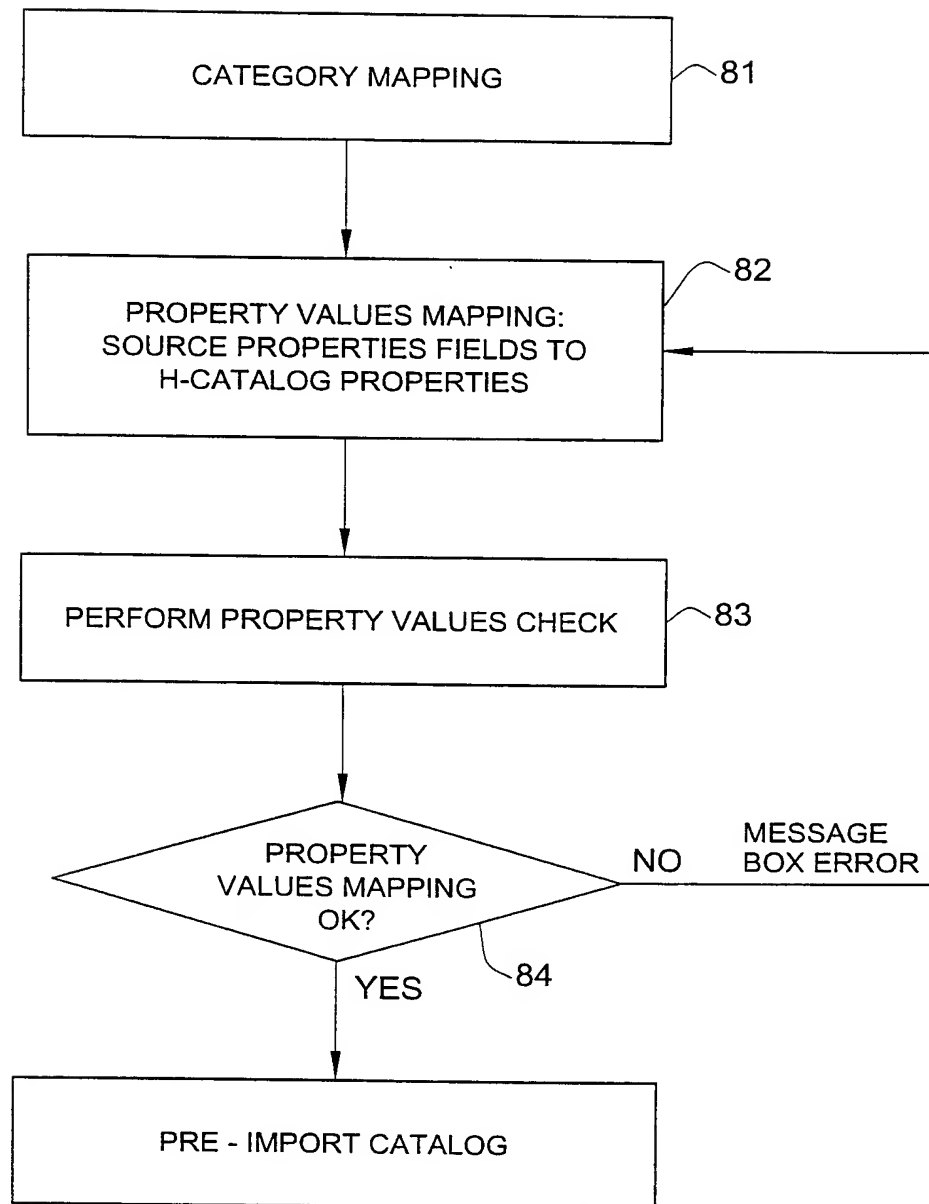 CATEGORY MAPPING
81
82
PROPERTY VALUES MAPPING:
SOURCE PROPERTIES FIELDS TO
H-CATALOG PROPERTIES
PERFORM PROPERTY VALUES CHECK
83
PROPERTY
VALUES MAPPING
OK?
NO
MESSAGE
BOX ERROR
84
YES
PRE - IMPORT CATALOG